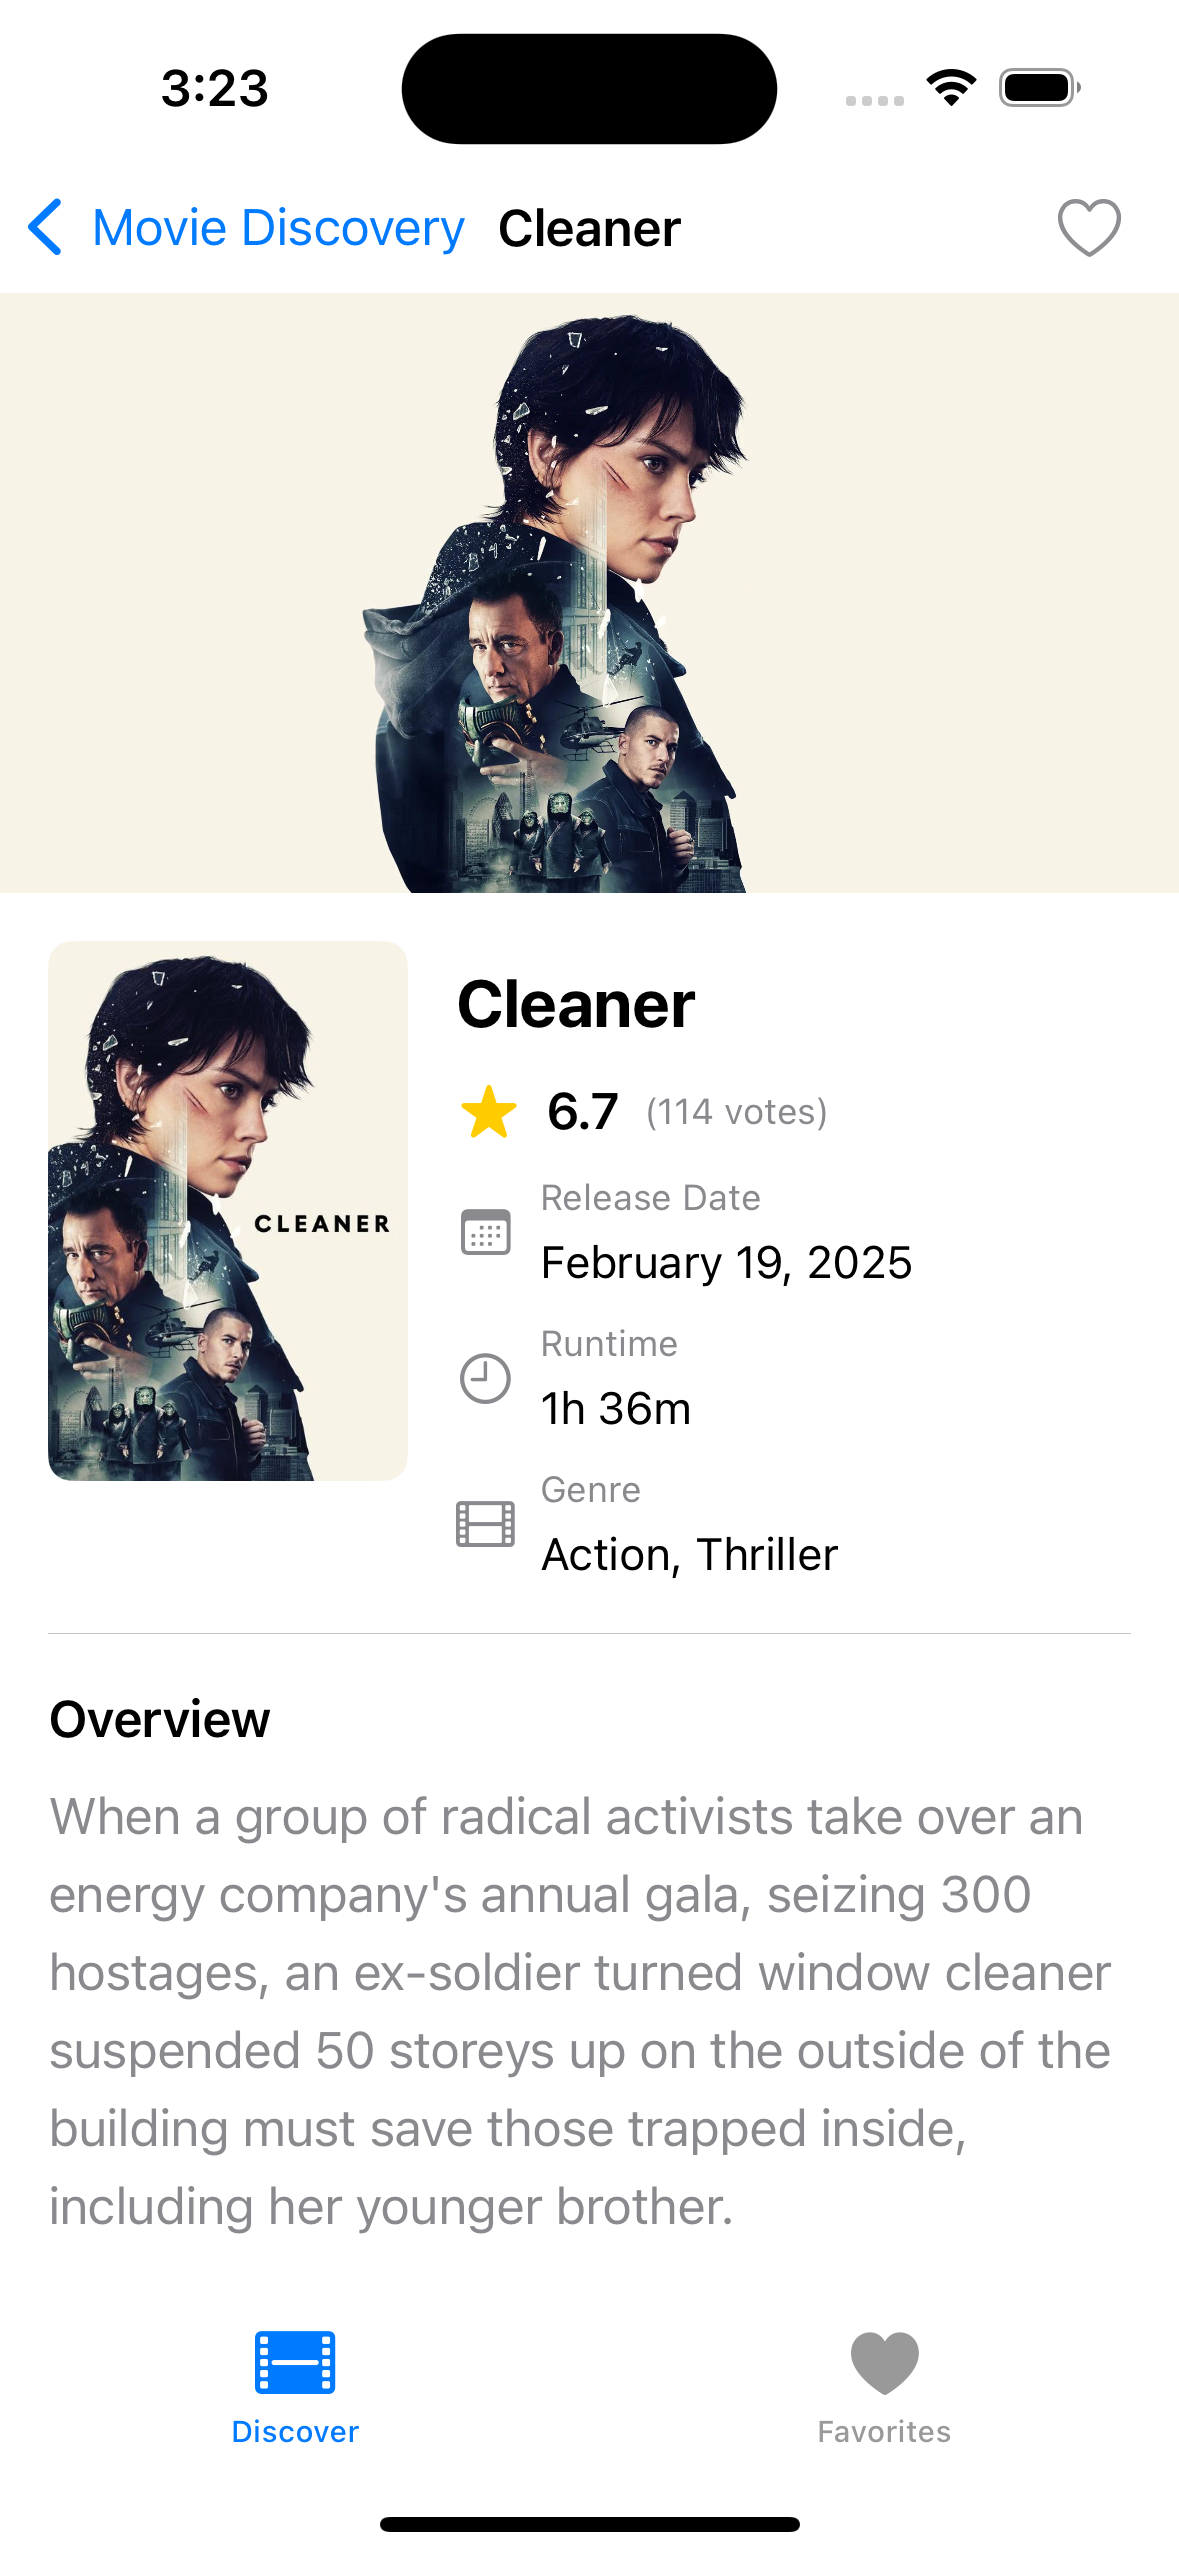 3:23
Movie Discovery Cleaner
Cleaner
6.7 (114 votes)
Release Date
February 19, 2025
CLEANER
Runtime
1h 36m
Genre
Action, Thriller
Overview
When a group of radical activists take over an
energy company's annual gala, seizing 300
hostages, an ex-soldier turned window cleaner
suspended 50 storeys up on the outside of the
building must save those trapped inside,
including her younger brother.
Discover Favorites